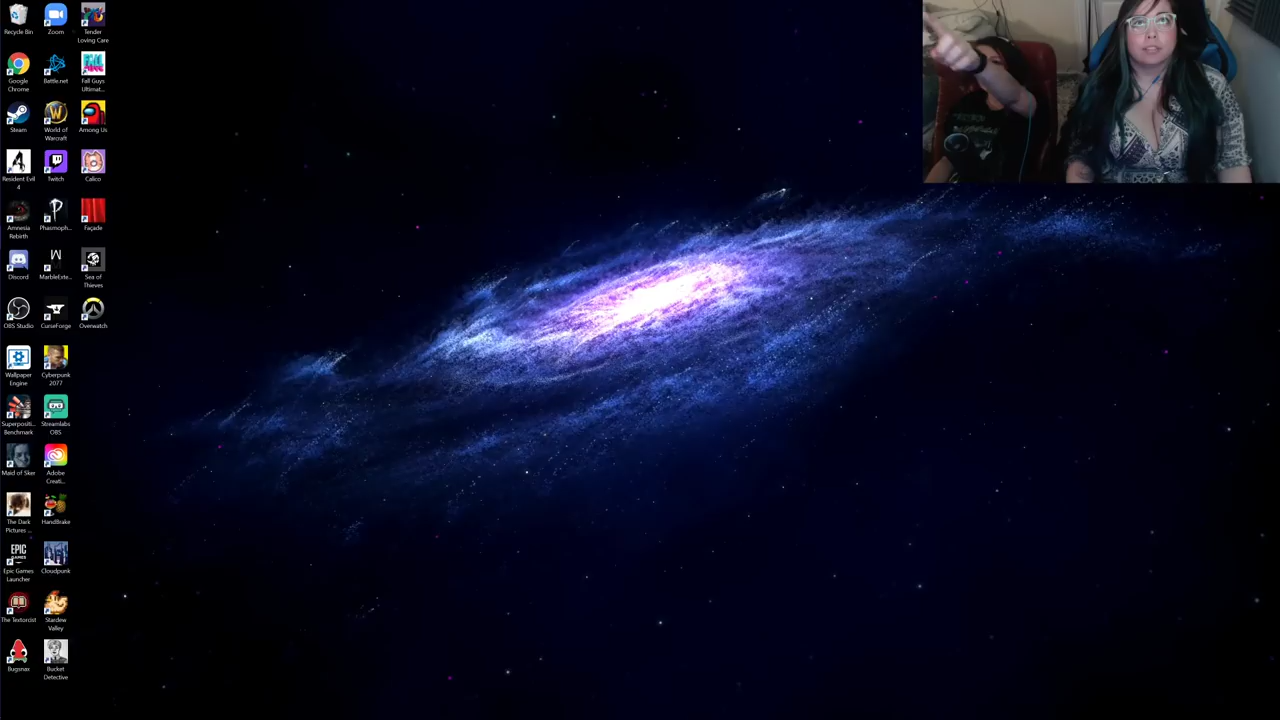 Recycle Bin
Zoom
Tender
Loving Care
Google
Chrome
Battle.net
Fall Guys
Ultimat...
Steam
World of
Warcraft
Among Us
Resident Evil
4
Twitch
Calico
Amnesia
Rebirth
Phasmoph...
Façade
Discord
MarbleExte...
Sea of
Thieves
OBS Studio
CurseForge
Overwatch
Wallpaper
Engine
Cyberpunk
2077
Superpositi...
Benchmark
Streamlabs
OBS
Maid of Sker
Adobe
Creati...
The Dark
Pictures ...
HandBrake
EPIC
GAMES
Epic Games
Launcher
Cloudpunk
The Textorcist
Stardew
Valley
Bugsnax
Bucket
Detective